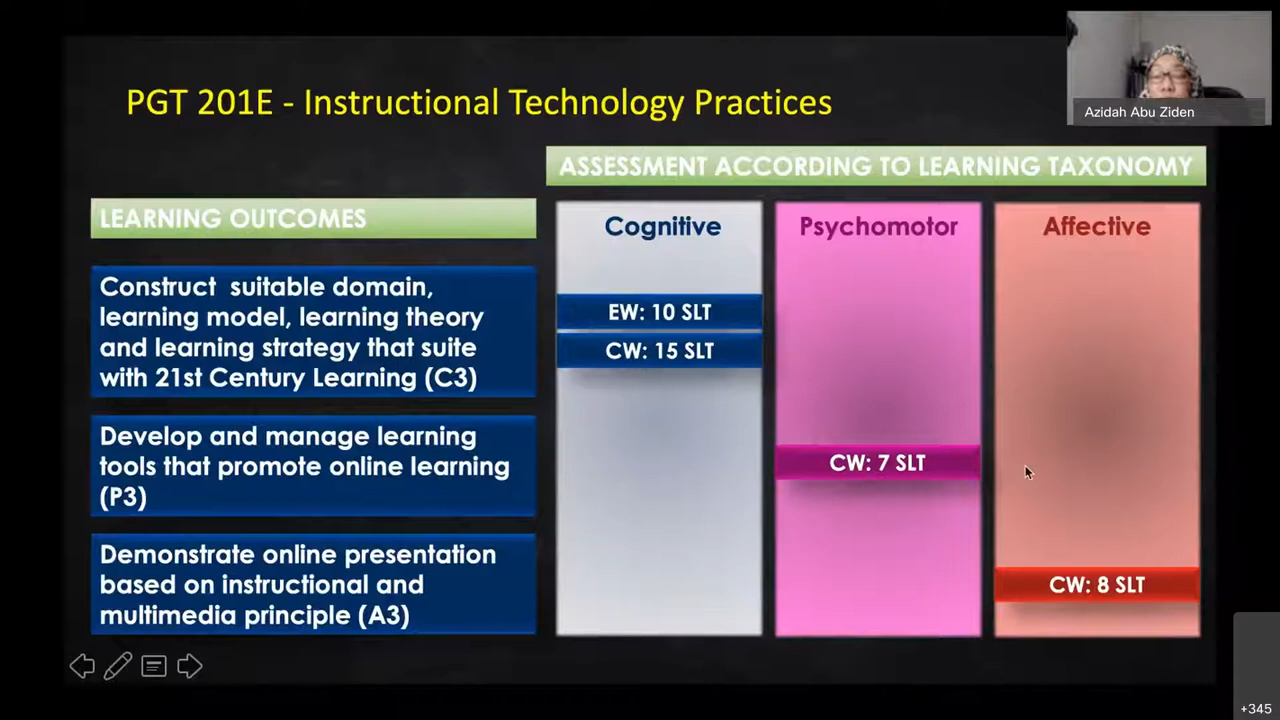 PGT 201E - Instructional Technology Practices
Azidah Abu Ziden
ASSESSMENT ACCORDING TO LEARNING TAXONOMY
LEARNING OUTCOMES
Cognitive
Psychomotor
Affective
Construct suitable domain,
learning model, learning theory
and learning strategy that suite
with 21st Century Learning (C3)
EW: 10 SLT
CW: 15 SLT
Develop and manage learning
tools that promote online learning
(P3)
CW: 7 SLT
Demonstrate online presentation
based on instructional and
multimedia principle (A3)
CW: 8 SLT
+345